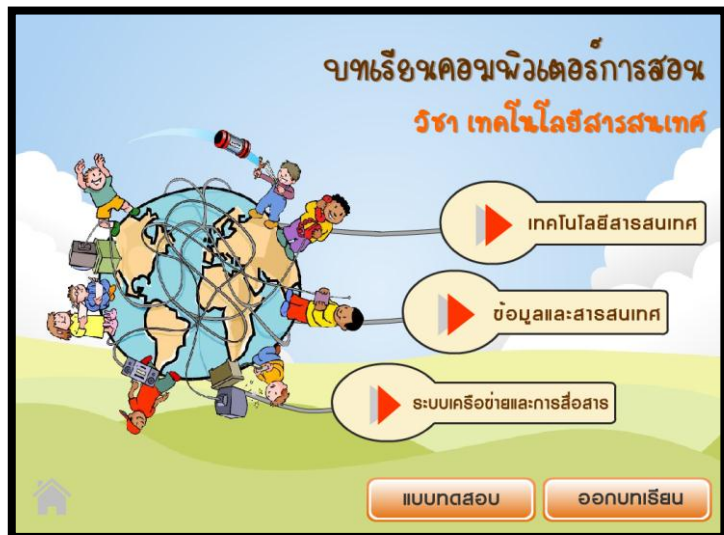 บทเรียนคอมพิวเตอร์การสอน
วิชา เทคโนโลยีสารสนเทศ
เทคโนโลยีสารสนเทศ
ข้อมูลและสารสนเทศ
ระบบเครือข่ายและการสื่อสาร
แบบทดสอบ
ออกบทเรียน